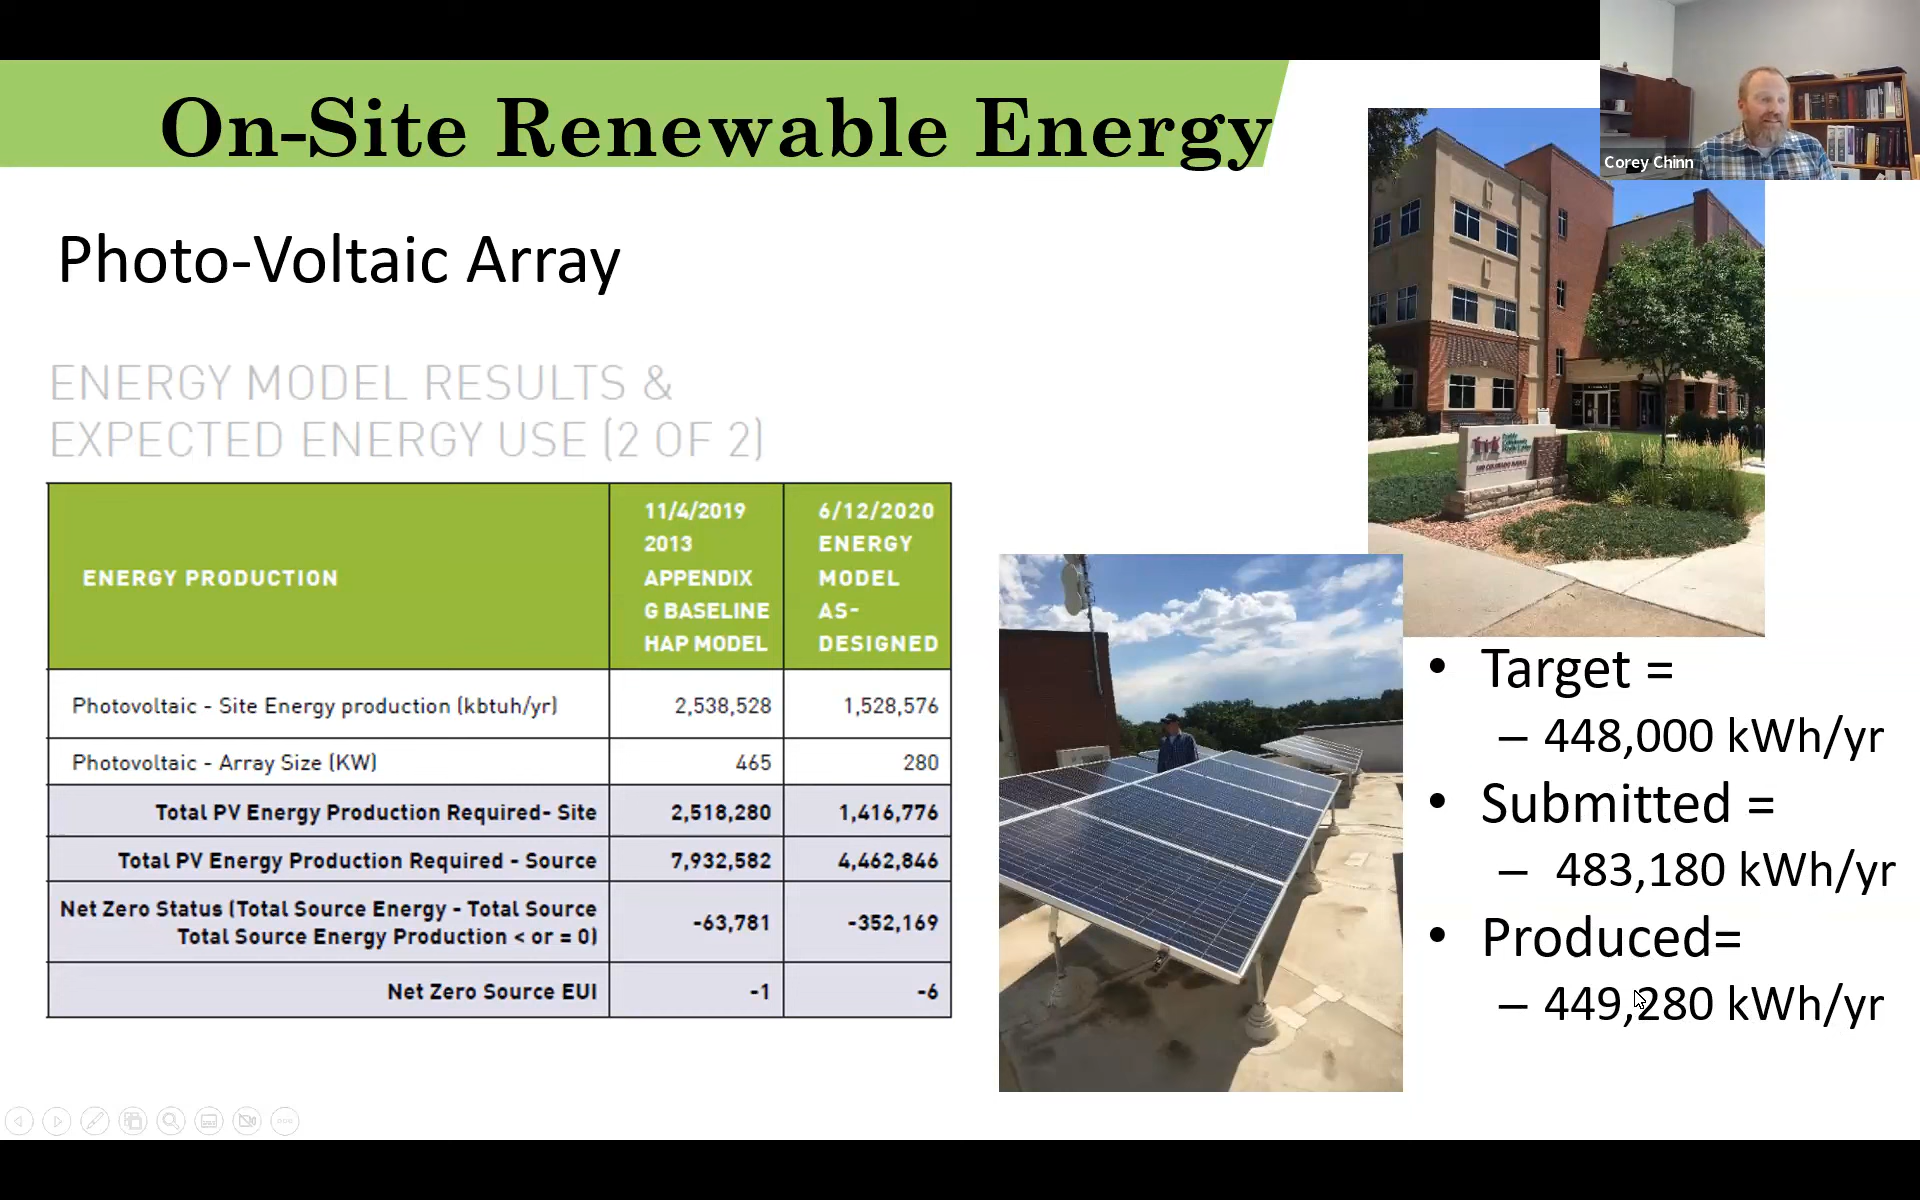 On-Site Renewable Energy
Corey Chinn
Photo-Voltaic Array
ENERGY MODEL RESULTS &
EXPECTED ENERGY USE (2 OF 2)
ENERGY PRODUCTION
11/4/2019
2013
APPENDIX
G BASELINE
HAP MODEL
6/12/2020
ENERGY
MODEL
AS-
DESIGNED
Photovoltaic - Site Energy production (kbtuh/yr) 2,538,528 1,528,576
Photovoltaic - Array Size (KW) 465 280
Total PV Energy Production Required- Site 2,518,280 1,416,776
Total PV Energy Production Required - Source 7,932,582 4,462,846
Net Zero Status (Total Source Energy - Total Source
Total Source Energy Production < or = 0) -63,781 -352,169
Net Zero Source EUI -1 -6
• Target =
– 448,000 kWh/yr
• Submitted =
– 483,180 kWh/yr
• Produced=
– 449,280 kWh/yr